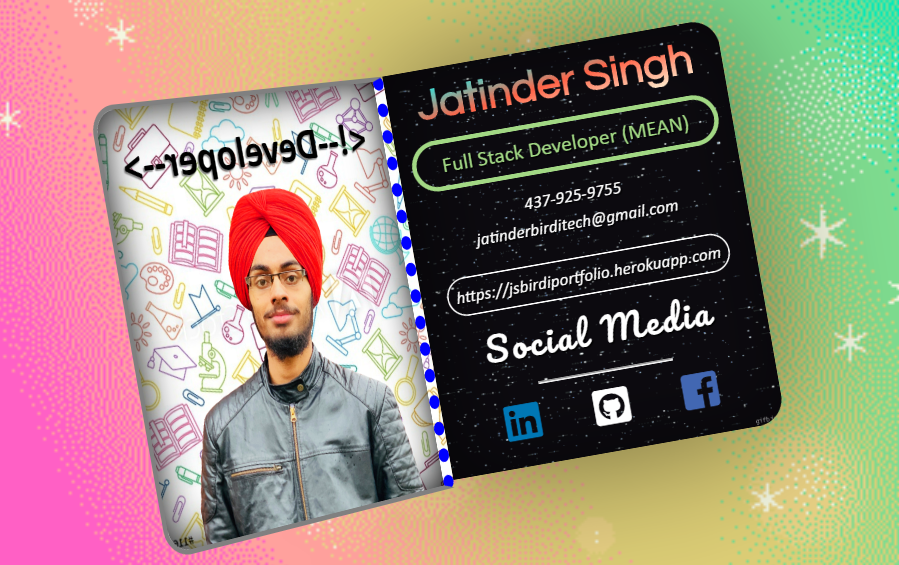 <!--Developer-->
Jatinder Singh
Full Stack Developer (MEAN)
437-925-9755
jatinderbirditech@gmail.com
https://jsbirdiportfolio.herokuapp.com
Social Media
in
f